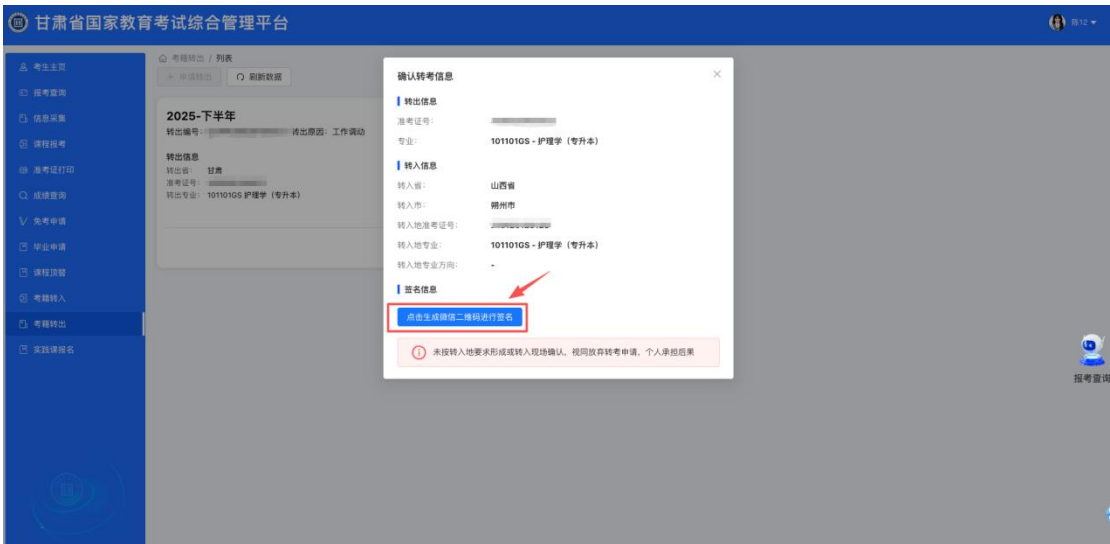 甘肃省国家教育考试综合管理平台
陈12
考生主页
报考查询
信息采集
课程报考
准考证打印
成绩查询
免考申请
毕业申请
课程顶替
考籍转入
考籍转出
实践课报名
考籍转出 / 列表
+ 申请转出
刷新数据
2025-下半年
转出编号:
转出原因: 工作调动
转出信息
转出省: 甘肃
准考证号:
转出专业: 101101GS 护理学 (专升本)
确认转考信息
转出信息
准考证号:
专业: 101101GS - 护理学 (专升本)
转入信息
转入省: 山西省
转入市: 朔州市
转入地准考证号:
转入地专业: 101101GS - 护理学 (专升本)
转入地专业方向: -
签名信息
点击生成微信二维码进行签名
未按转入地要求形成或转入现场确认, 视同放弃转考申请, 个人承担后果
报考查询